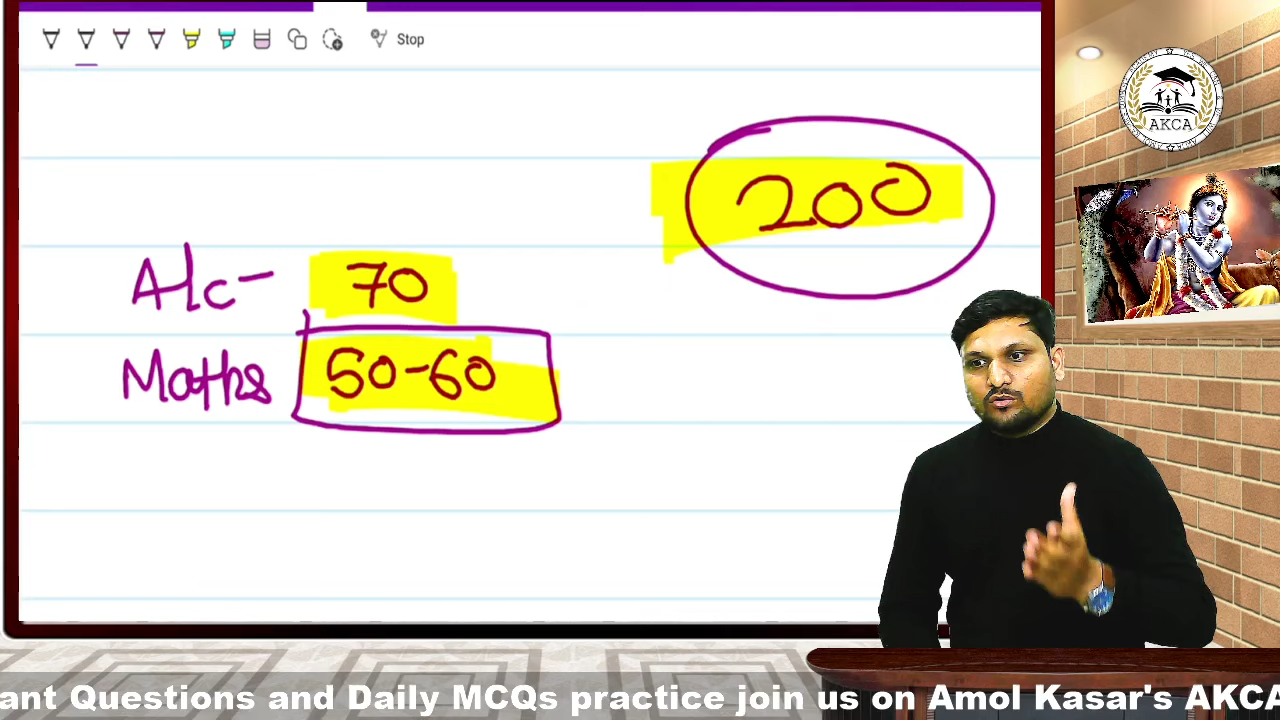 Stop
AKCA
200
A/c - 70
Maths 50-60
ant Questions and Daily MCQs practice join us on Amol Kasar's AKCA